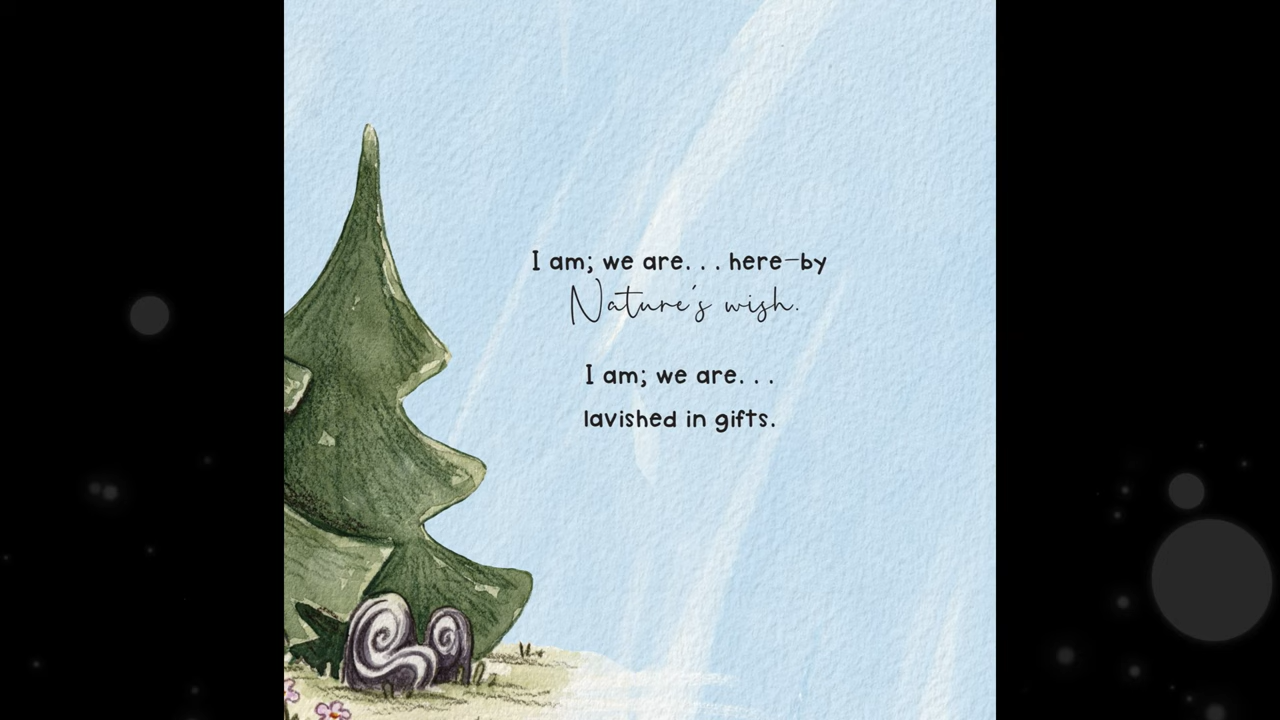 I am; we are. . . here–by
Nature's wish.
I am; we are. . .
lavished in gifts.